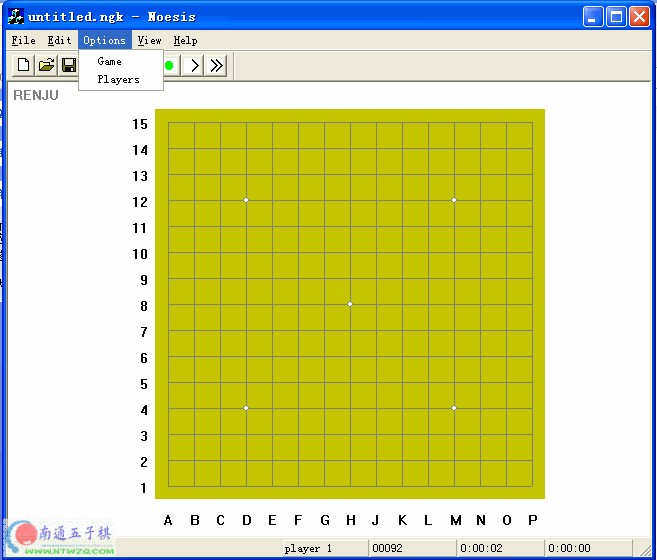 untitled.ngk - Noesis
File Edit Options View Help
Game
Players
RENJU
15
14
13
12
11
10
9
8
7
6
5
4
3
2
1
A B C D E F G H J K L M N O P
南通五子棋
WWW.NTWZQ.COM
player 1 00092 0:00:02 0:00:00